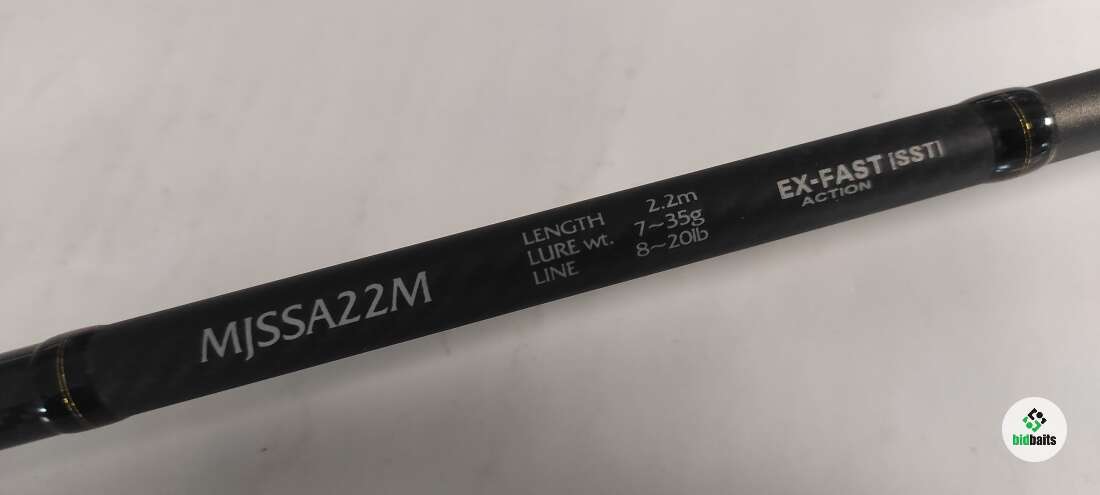 MJSSA22M
LENGTH 2.2m
LURE wt. 7~35g
LINE 8~20lb
EX-FAST [SST]
ACTION
bidbaits